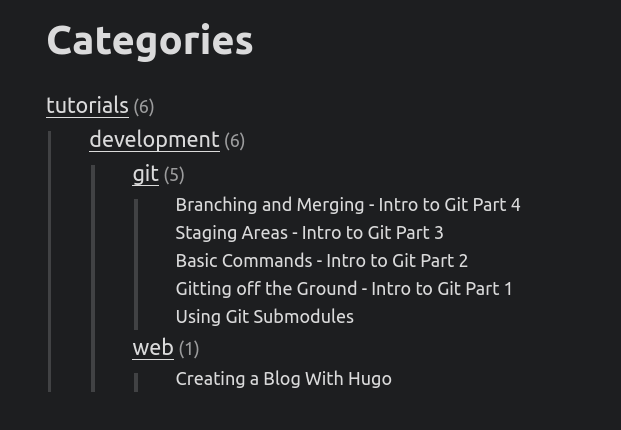 Categories
tutorials (6)
development (6)
git (5)
Branching and Merging - Intro to Git Part 4
Staging Areas - Intro to Git Part 3
Basic Commands - Intro to Git Part 2
Gitting off the Ground - Intro to Git Part 1
Using Git Submodules
web (1)
Creating a Blog With Hugo